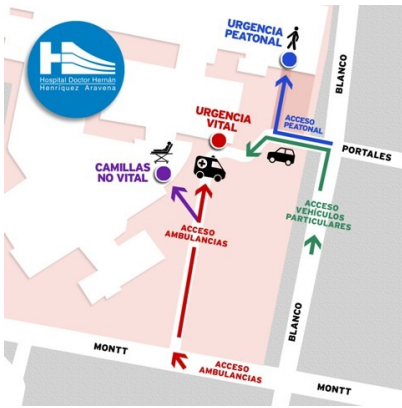 Hospital Doctor Hernán
Henríquez Aravena
URGENCIA
PEATONAL
BLANCO
URGENCIA
VITAL
ACCESO
PEATONAL
PORTALES
CAMILLAS
NO VITAL
ACCESO
VEHÍCULOS
PARTICULARES
ACCESO
AMBULANCIAS
BLANCO
MONTT
ACCESO
AMBULANCIAS
MONTT